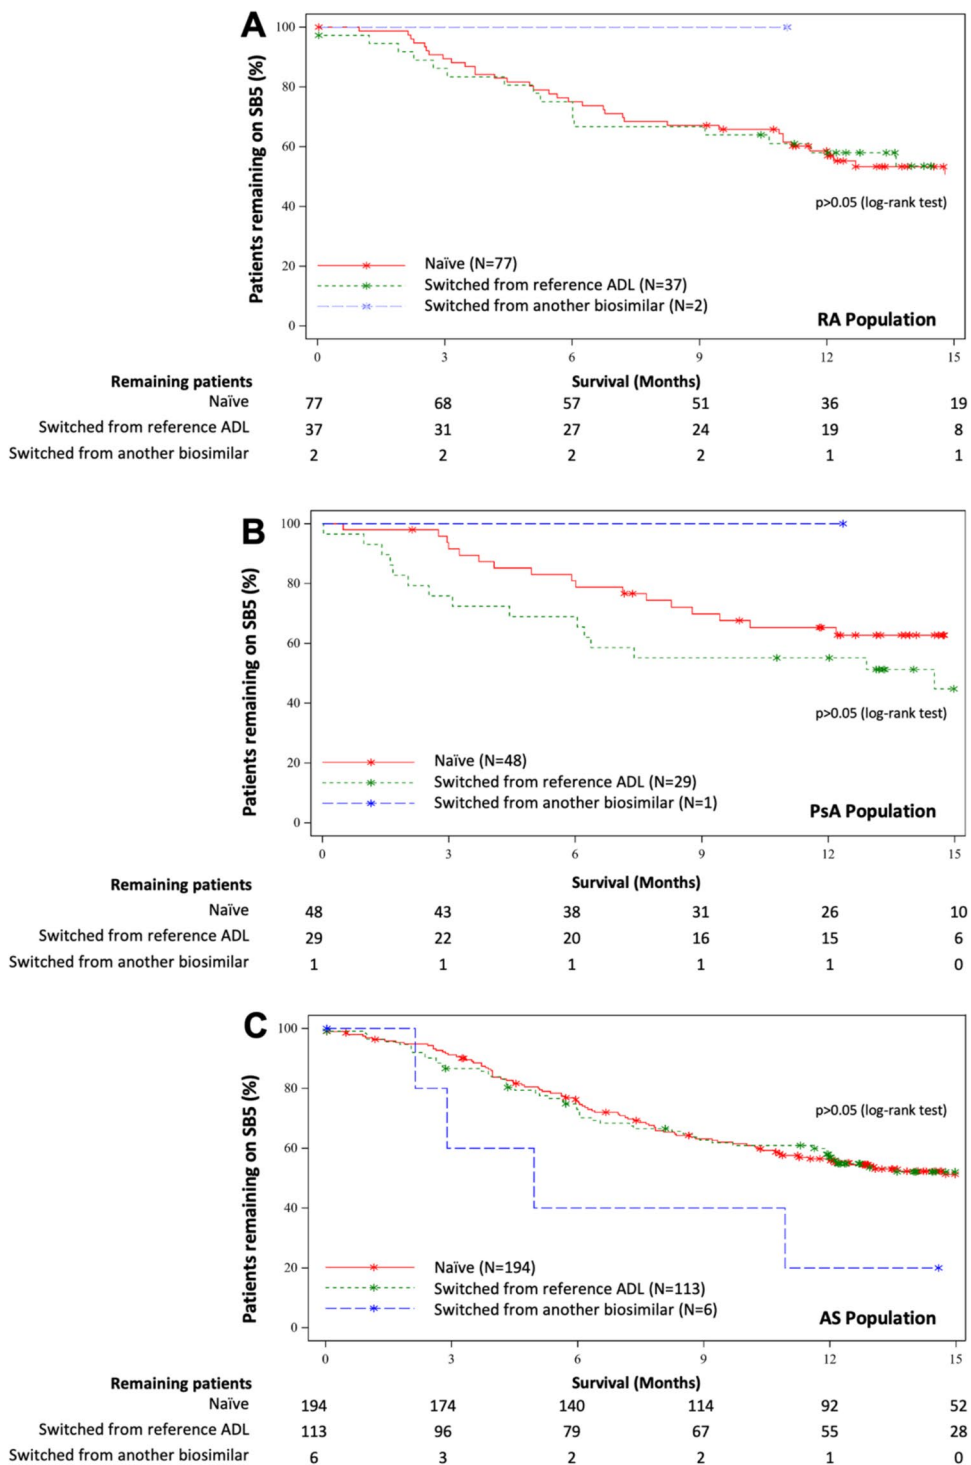 A
Patients remaining on SB5 (%)
100
80
60
40
20
0
p>0.05 (log-rank test)
Naïve (N=77)
Switched from reference ADL (N=37)
Switched from another biosimilar (N=2)
RA Population
0 3 6 9 12 15
Remaining patients Survival (Months)
Naïve 77 68 57 51 36 19
Switched from reference ADL 37 31 27 24 19 8
Switched from another biosimilar 2 2 2 2 1 1
B
Patients remaining on SB5 (%)
100
80
60
40
20
0
p>0.05 (log-rank test)
Naïve (N=48)
Switched from reference ADL (N=29)
Switched from another biosimilar (N=1)
PsA Population
0 3 6 9 12 15
Remaining patients Survival (Months)
Naïve 48 43 38 31 26 10
Switched from reference ADL 29 22 20 16 15 6
Switched from another biosimilar 1 1 1 1 1 0
C
Patients remaining on SB5 (%)
100
80
60
40
20
0
p>0.05 (log-rank test)
Naïve (N=194)
Switched from reference ADL (N=113)
Switched from another biosimilar (N=6)
AS Population
0 3 6 9 12 15
Remaining patients Survival (Months)
Naïve 194 174 140 114 92 52
Switched from reference ADL 113 96 79 67 55 28
Switched from another biosimilar 6 3 2 2 1 0